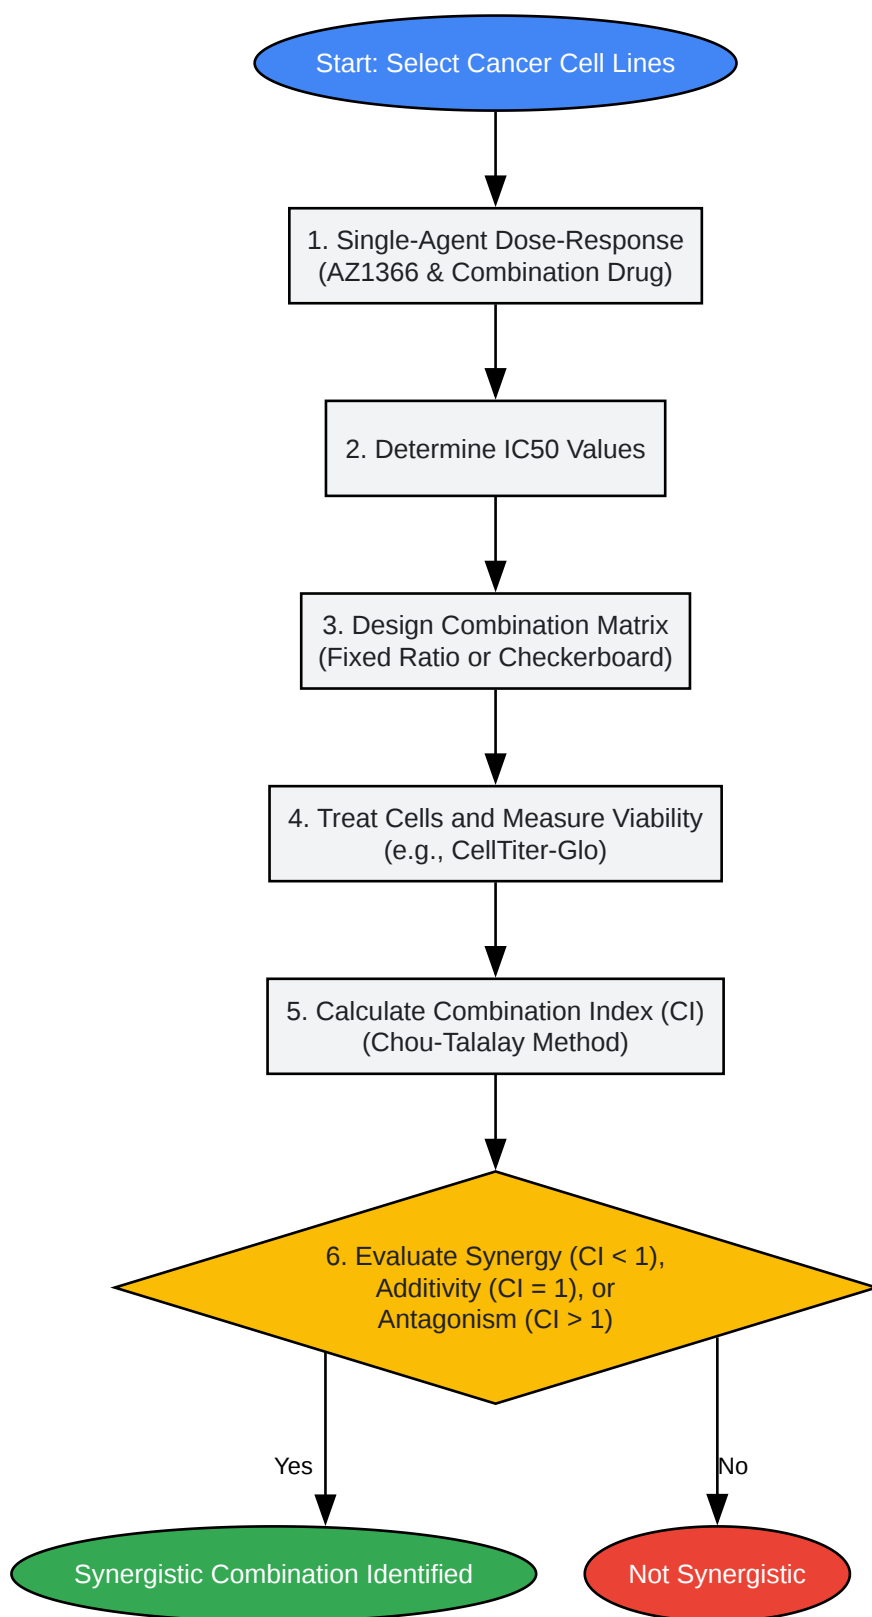 Start: Select Cancer Cell Lines
1. Single-Agent Dose-Response
(AZ1366 & Combination Drug)
2. Determine IC50 Values
3. Design Combination Matrix
(Fixed Ratio or Checkerboard)
4. Treat Cells and Measure Viability
(e.g., CellTiter-Glo)
5. Calculate Combination Index (CI)
(Chou-Talalay Method)
6. Evaluate Synergy (CI < 1),
Additivity (CI = 1), or
Antagonism (CI > 1)
Yes
No
Synergistic Combination Identified
Not Synergistic